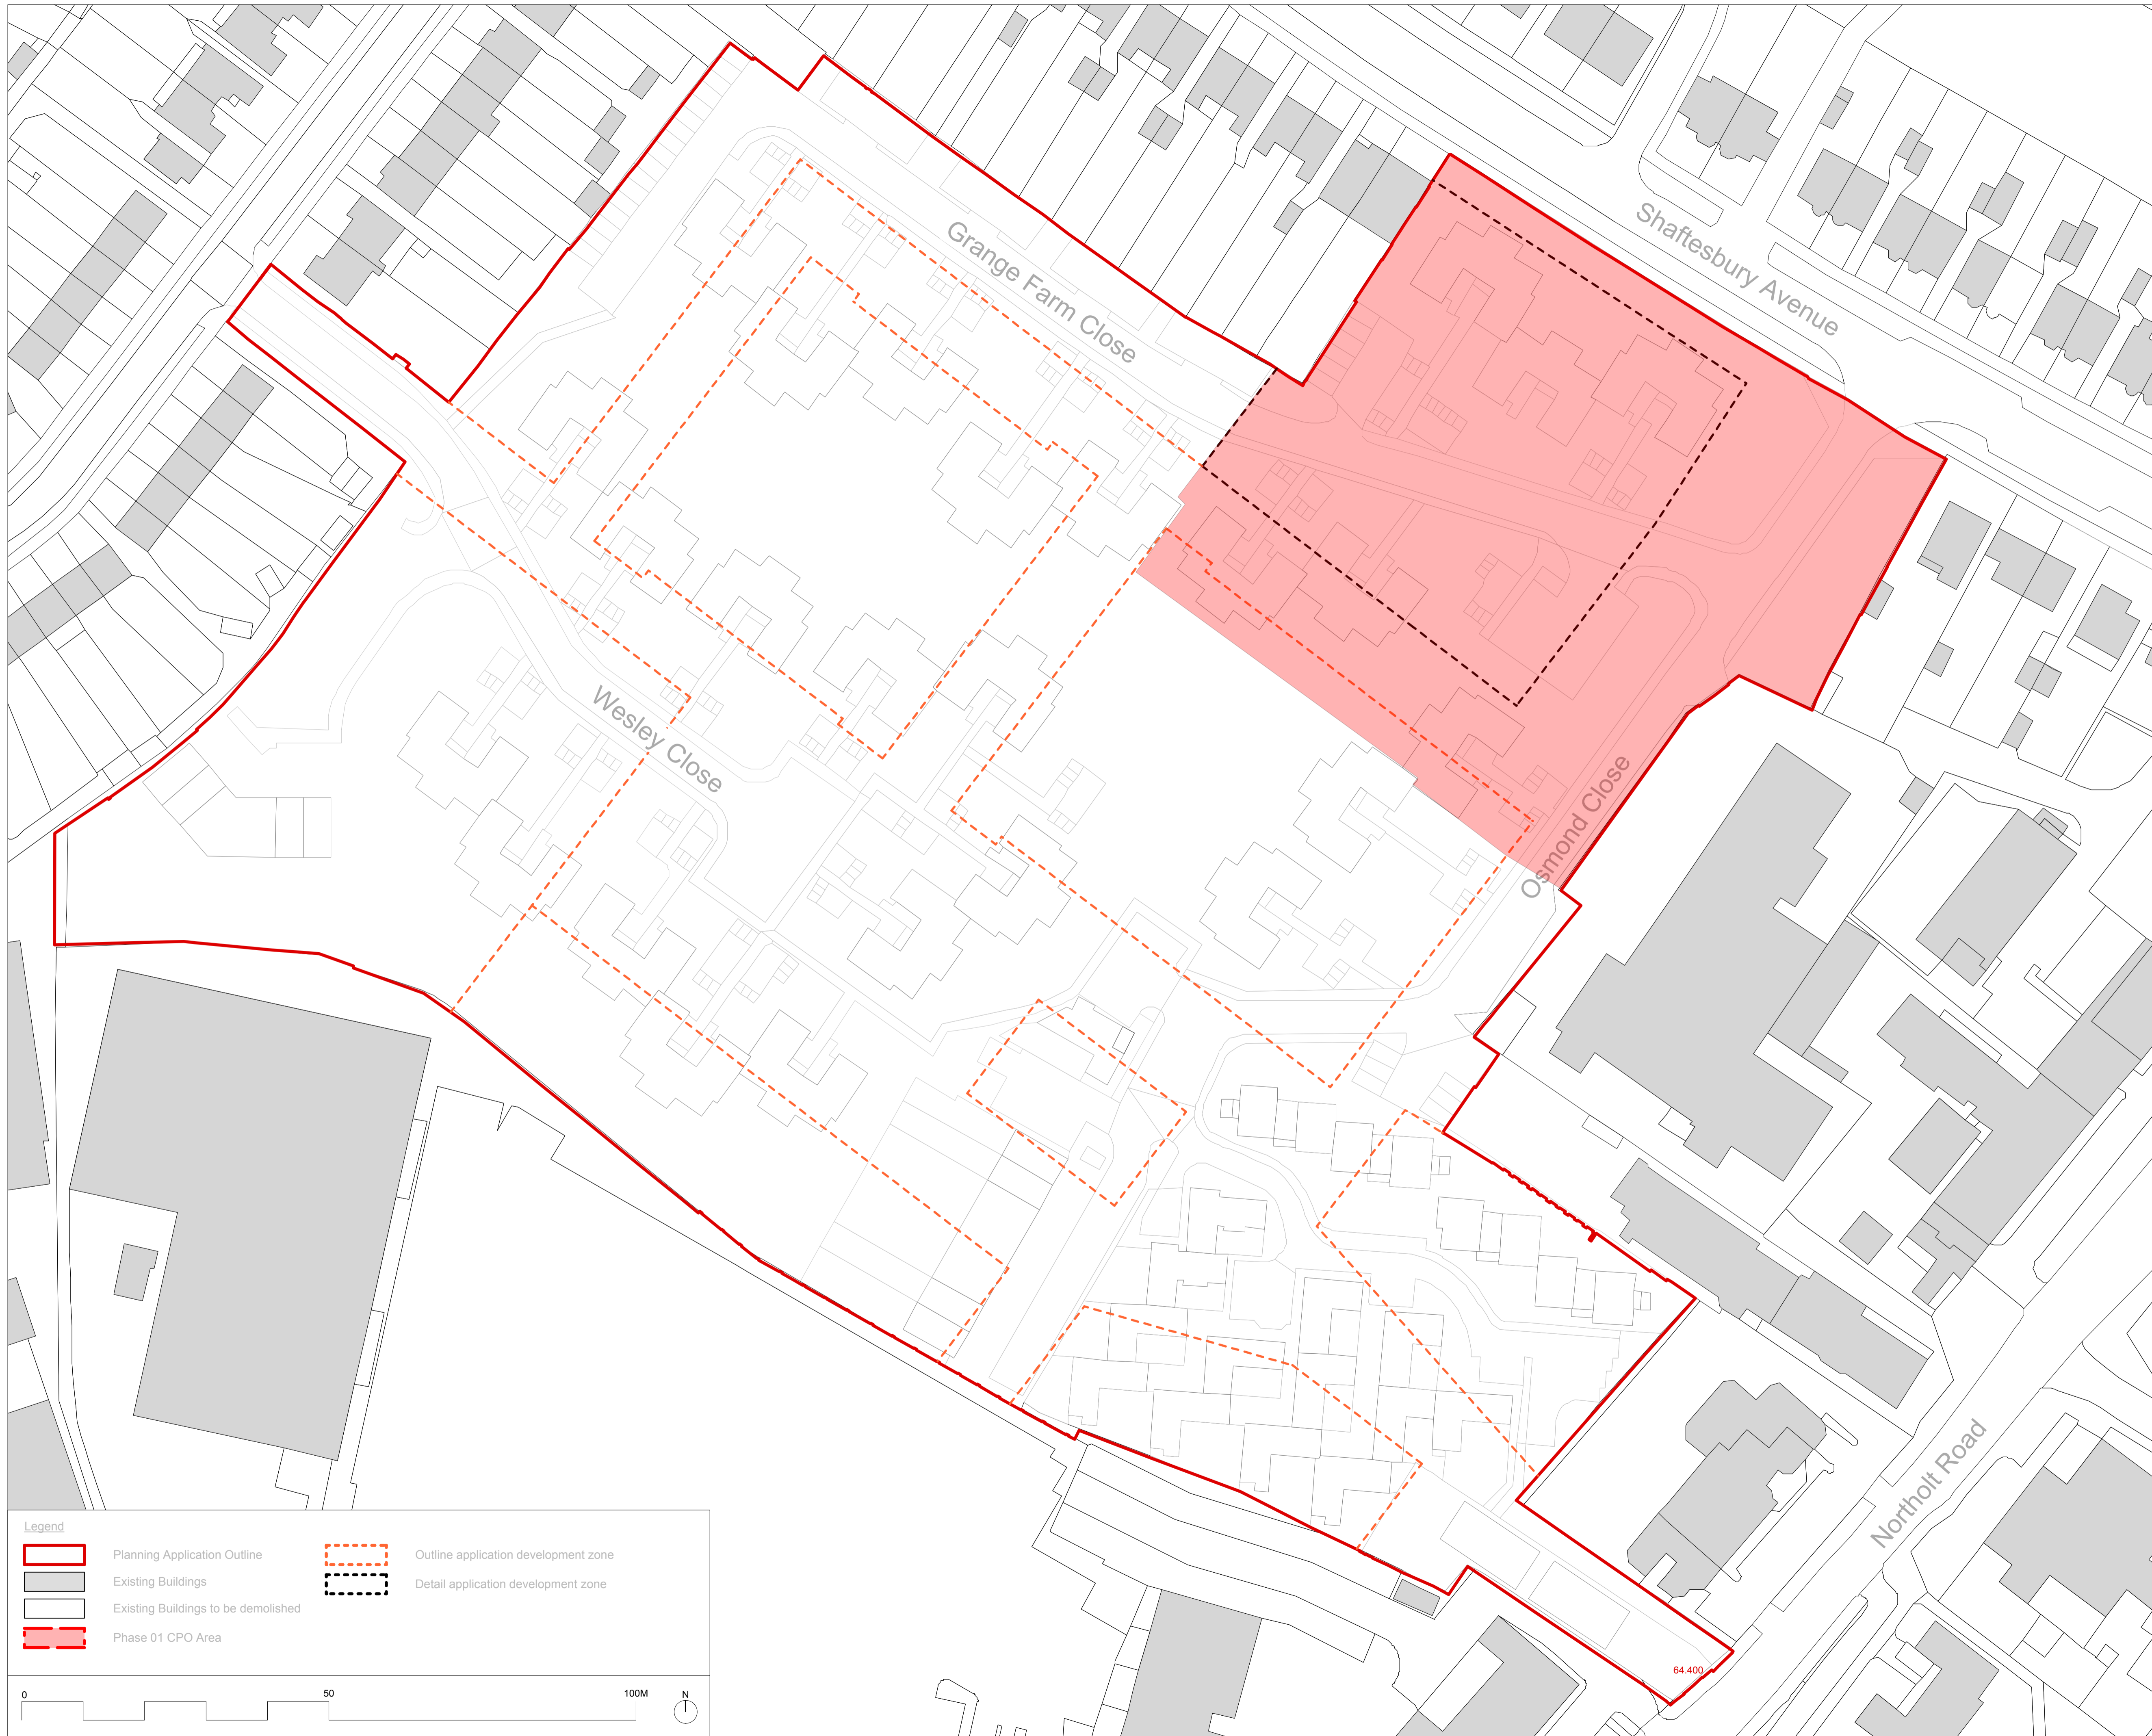 Grange Farm Close
Shaftesbury Avenue
Wesley Close
Osmond Close
Northolt Road
64.400
Legend
Planning Application Outline
Existing Buildings
Existing Buildings to be demolished
Phase 01 CPO Area
Outline application development zone
Detail application development zone
0 50 100M N